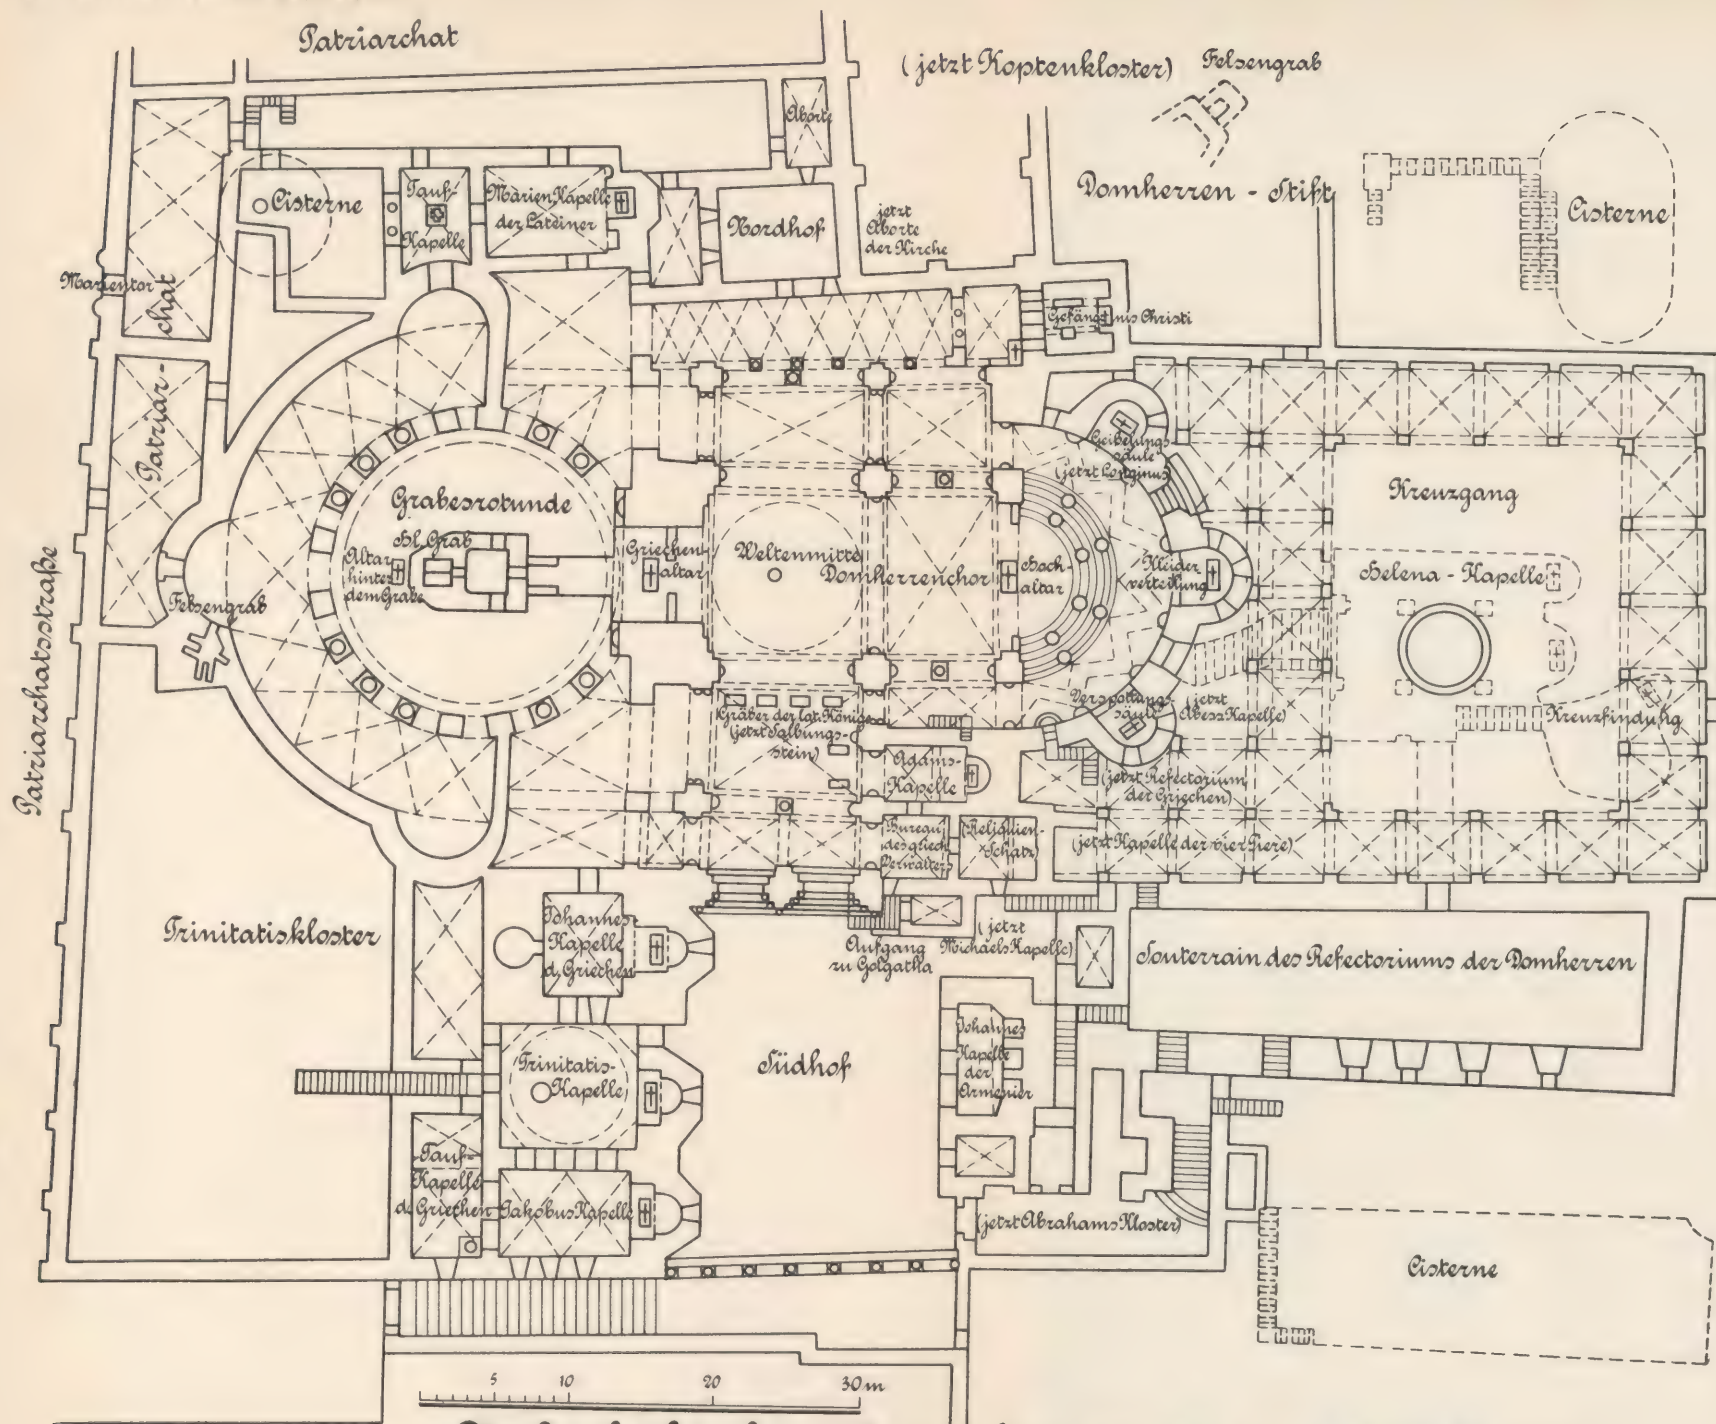 Patriarchat
(jetzt Koptenkloster)
Felsengrab
Aborte
Domherren-Stift
Cisterne
Cisterne
Tauf-
Kapelle
Marien Kapelle
der Lateiner
Nordhof
jetzt
Aborte
der Kirche
Marientor
Patriar-
chat
Gefängnis Christi
Geißelungs-
säule
(jetzt Longinus)
Kreuzgang
Grabesrotunde
Hl. Grab
Altar
hinter
dem Grabe
Griechen-
altar
Weltenmitte
Domherrenchor
Hoch-
altar
Kleider
verteilung
Helena-Kapelle
Felsengrab
Patriarchatsstraße
Gräber der lat. Könige
(jetzt Salbungs-
stein)
Verspottungs-
säule
(jetzt
Abess. Kapelle)
Kreuzfindung
Adams-
Kapelle
(jetzt Refectorium
der Griechen)
Bureau
des griech.
Verwalters
(Reliquien-
Schatz)
(jetzt Kapelle der vier Tiere)
Trinitatiskloster
Johannes
Kapelle
d. Griechen
Aufgang
zu Golgatha
(jetzt
Michaels Kapelle)
Souterrain des Refectoriums der Domherren
Trinitatis-
Kapelle
Südhof
Johannes
Kapelle
der
Armenier
Tauf-
Kapelle
d. Griechen
Jakobus Kapelle
(jetzt Abrahams Kloster)
Cisterne
5 10 20 30 m